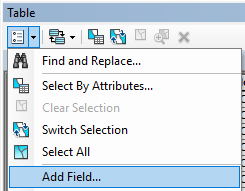 Table
Find and Replace...
Select By Attributes...
Clear Selection
Switch Selection
Select All
Add Field...